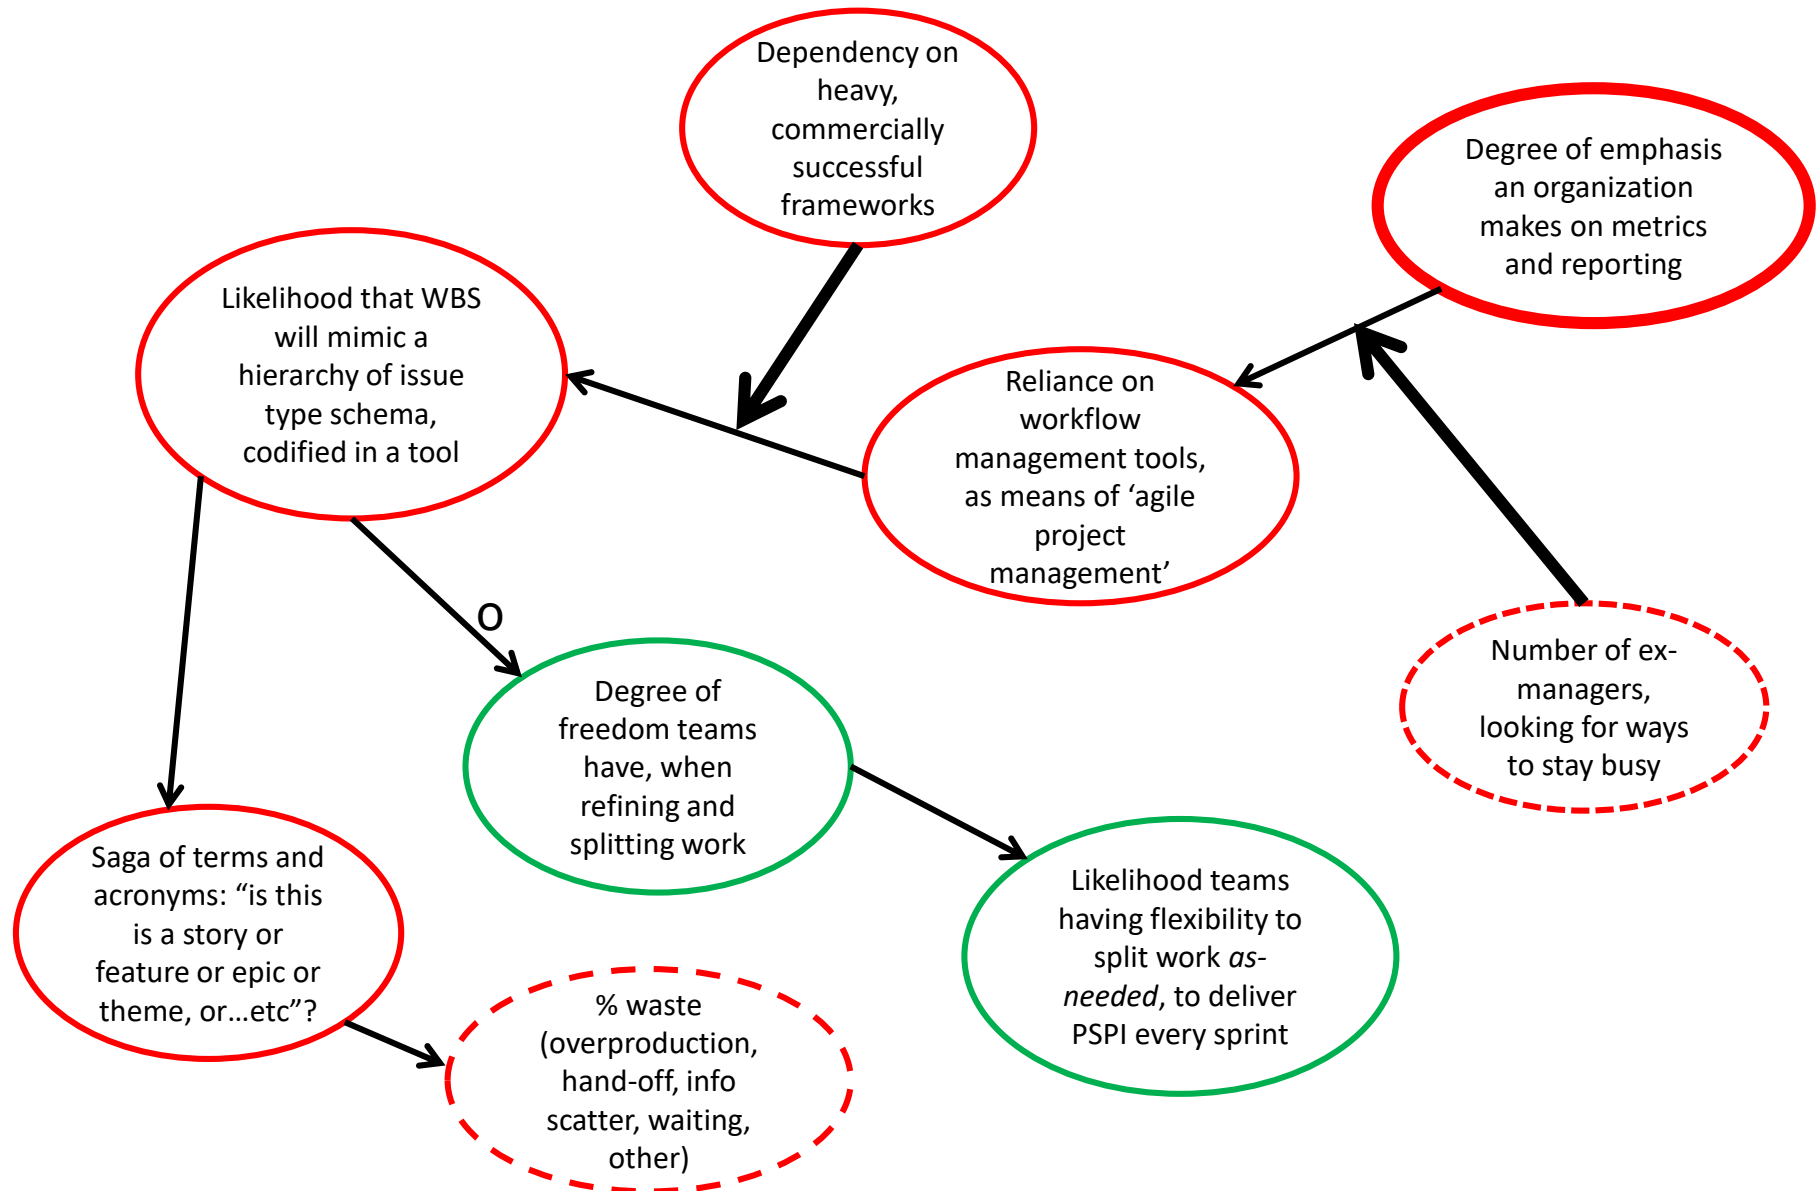 Dependency on
heavy,
commercially
successful
frameworks
Degree of emphasis
an organization
makes on metrics
and reporting
Likelihood that WBS
will mimic a
hierarchy of issue
type schema,
codified in a tool
Reliance on
workflow
management tools,
as means of ‘agile
project
management’
O
Number of ex-
managers,
looking for ways
to stay busy
Degree of
freedom teams
have, when
refining and
splitting work
Saga of terms and
acronyms: “is this
is a story or
feature or epic or
theme, or…etc”?
Likelihood teams
having flexibility to
split work as-
needed, to deliver
PSPI every sprint
% waste
(overproduction,
hand-off, info
scatter, waiting,
other)